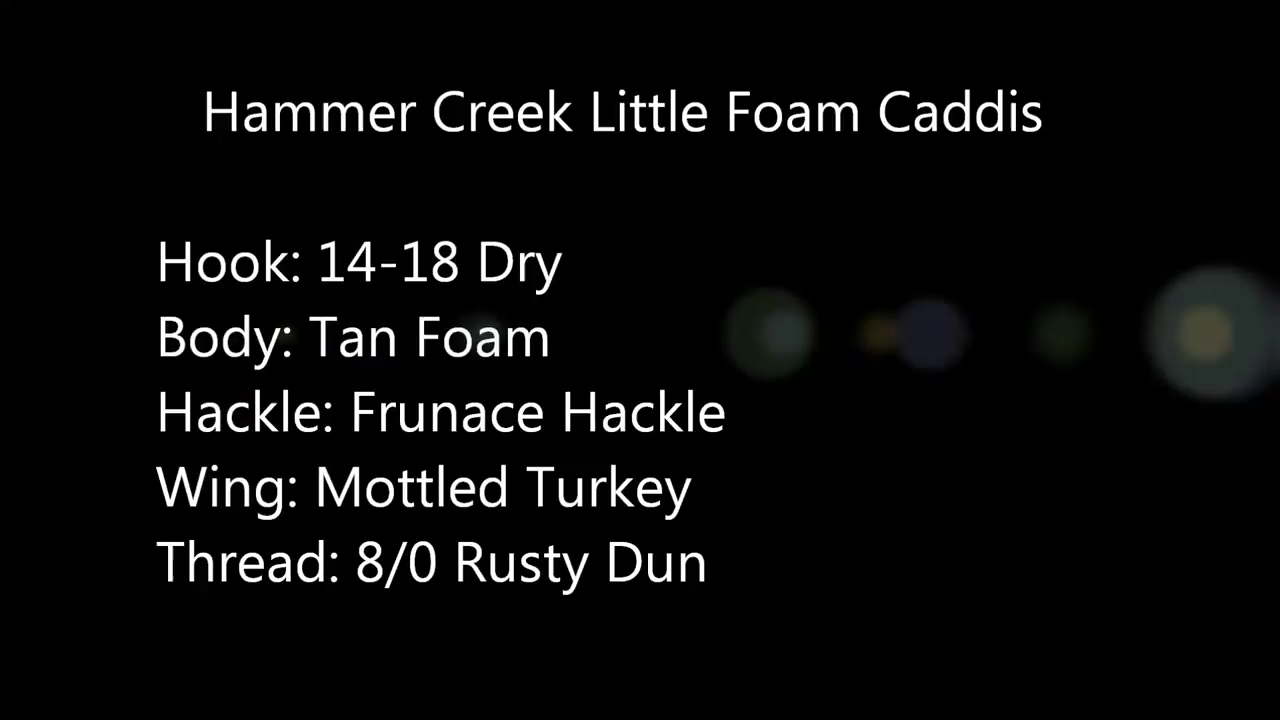 Hammer Creek Little Foam Caddis
Hook: 14-18 Dry
Body: Tan Foam
Hackle: Frunace Hackle
Wing: Mottled Turkey
Thread: 8/0 Rusty Dun